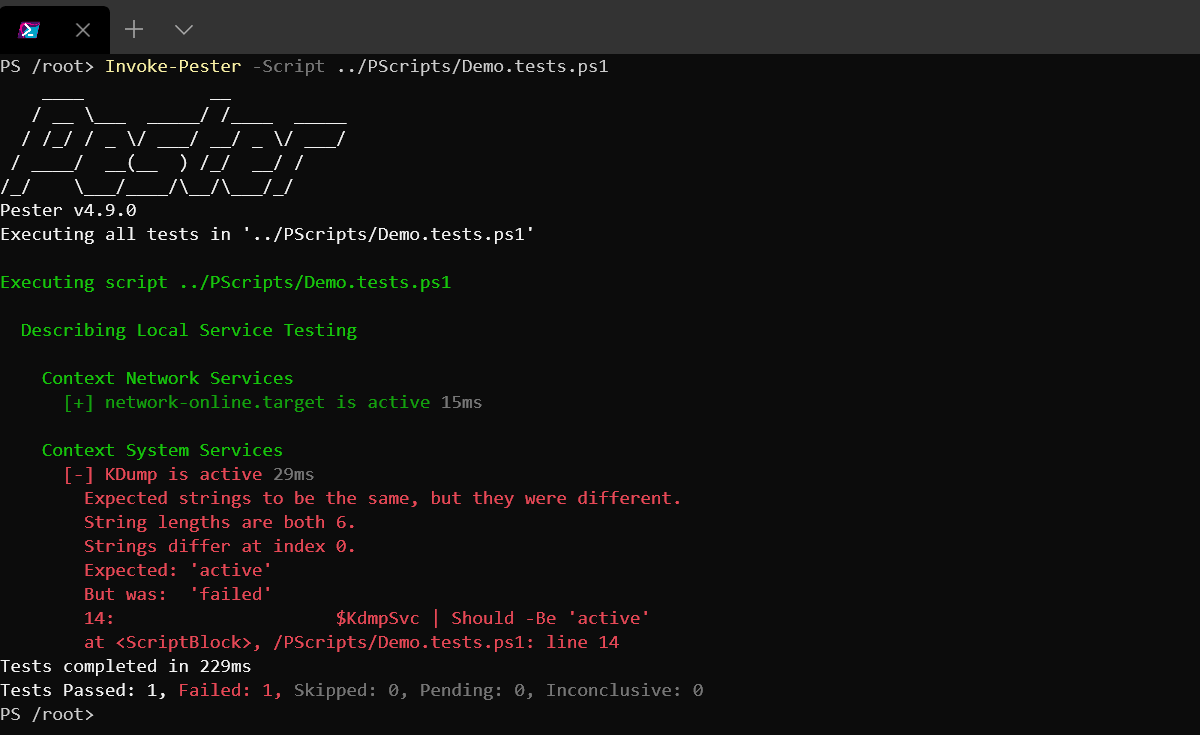 PS /root> Invoke-Pester -Script ../PScripts/Demo.tests.ps1
    ____            __
   / __ \___  _____/ /____  _____
  / /_/ / _ \/ ___/ __/ _ \/ ___/
 / ____/  __(__  ) /_/  __/ /
/_/    \___/____/\__/\___/_/
Pester v4.9.0
Executing all tests in '../PScripts/Demo.tests.ps1'

Executing script ../PScripts/Demo.tests.ps1

  Describing Local Service Testing

    Context Network Services
      [+] network-online.target is active 15ms

    Context System Services
      [-] KDump is active 29ms
        Expected strings to be the same, but they were different.
        String lengths are both 6.
        Strings differ at index 0.
        Expected: 'active'
        But was:  'failed'
        14:                     $KdmpSvc | Should -Be 'active'
        at <ScriptBlock>, /PScripts/Demo.tests.ps1: line 14
Tests completed in 229ms
Tests Passed: 1, Failed: 1, Skipped: 0, Pending: 0, Inconclusive: 0
PS /root>